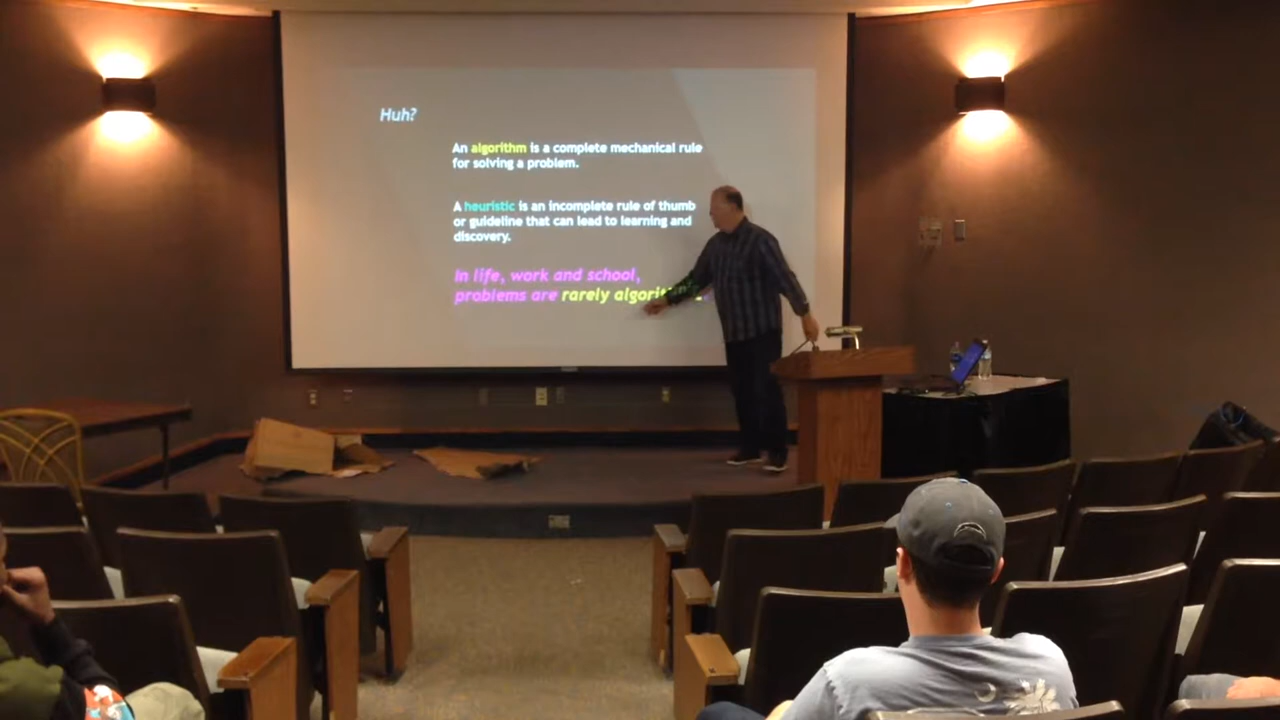 Huh?
An algorithm is a complete mechanical rule
for solving a problem.
A heuristic is an incomplete rule of thumb
or guideline that can lead to learning and
discovery.
In life, work and school,
problems are rarely